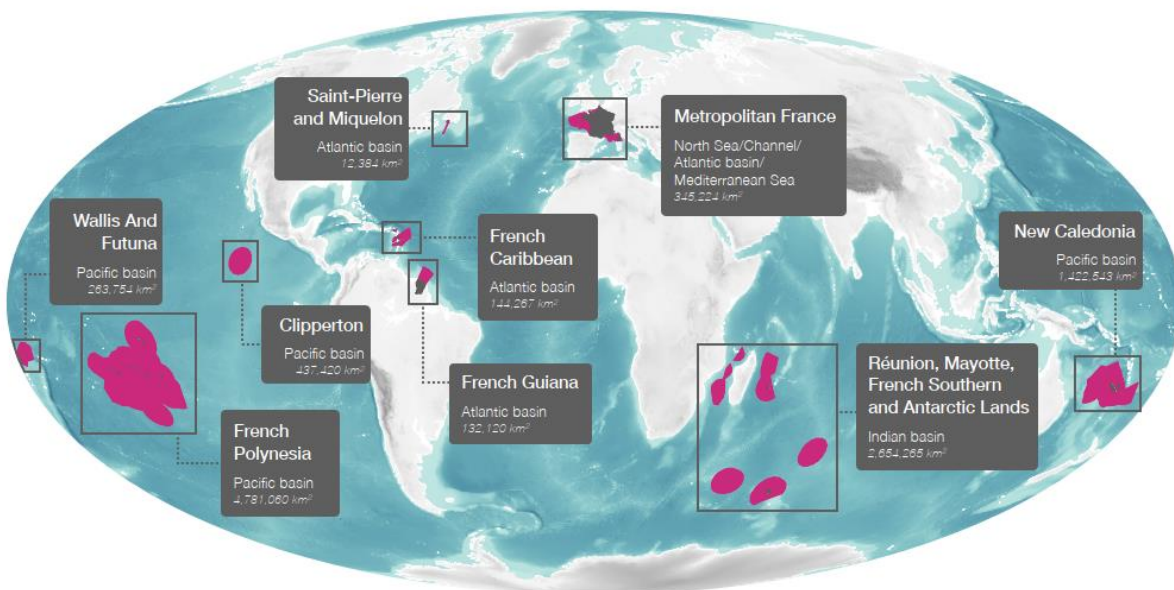 Saint-Pierre
and Miquelon
Atlantic basin
12,384 km²
Metropolitan France
North Sea/Channel/
Atlantic basin/
Mediterranean Sea
345,224 km²
Wallis And
Futuna
Pacific basin
263,754 km²
French
Caribbean
Atlantic basin
144,267 km²
New Caledonia
Pacific basin
1,422,543 km²
Clipperton
Pacific basin
437,420 km²
French Guiana
Atlantic basin
132,120 km²
Réunion, Mayotte,
French Southern
and Antarctic Lands
Indian basin
2,654,265 km²
French
Polynesia
Pacific basin
4,781,060 km²